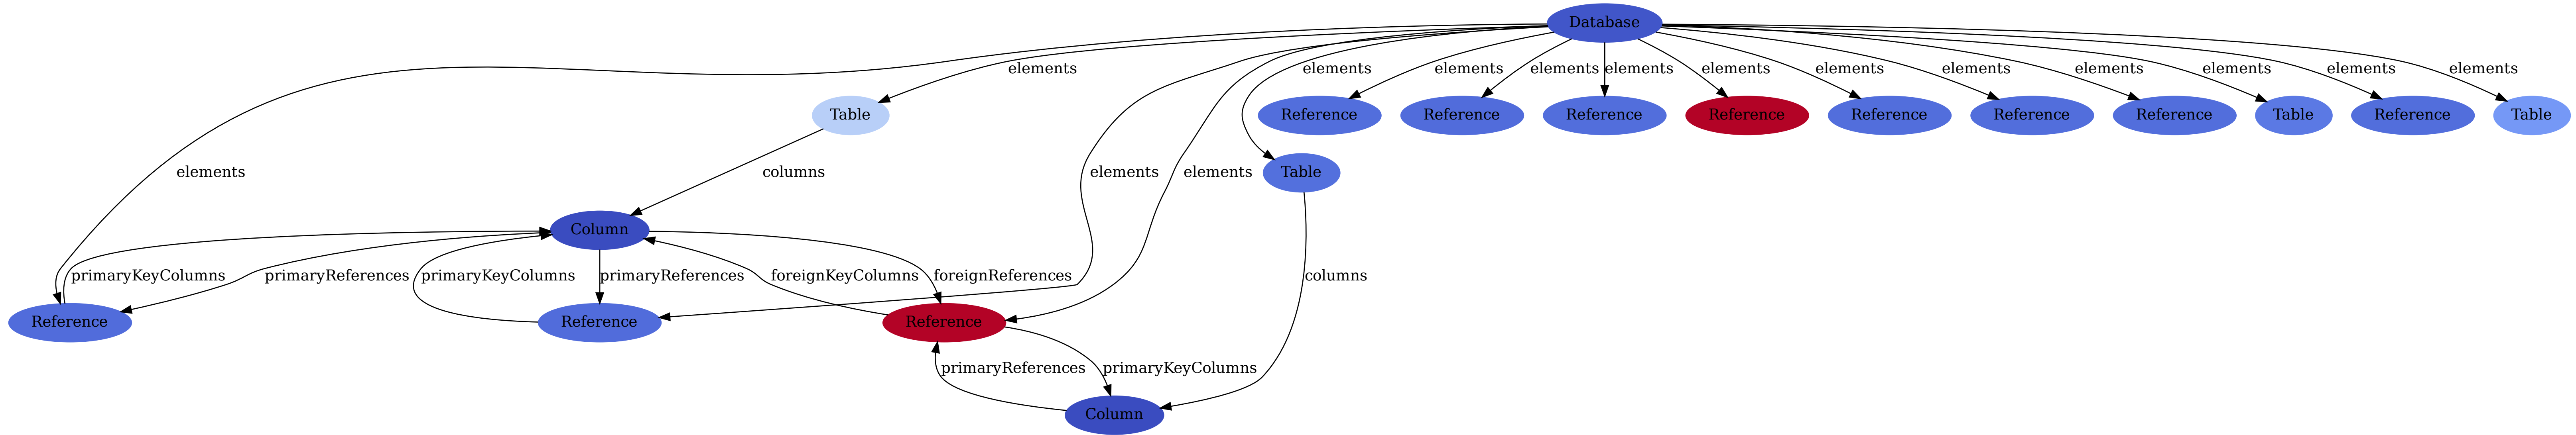 Database
elements
elements
elements
elements
elements
elements
elements
elements
elements
elements
elements
elements
Table
Reference
Reference
Reference
Reference
Reference
Reference
Reference
Table
Reference
Table
elements
columns
elements
elements
Table
Column
primaryKeyColumns
primaryReferences
primaryKeyColumns
primaryReferences
foreignKeyColumns
foreignReferences
columns
Reference
Reference
Reference
primaryReferences
primaryKeyColumns
Column